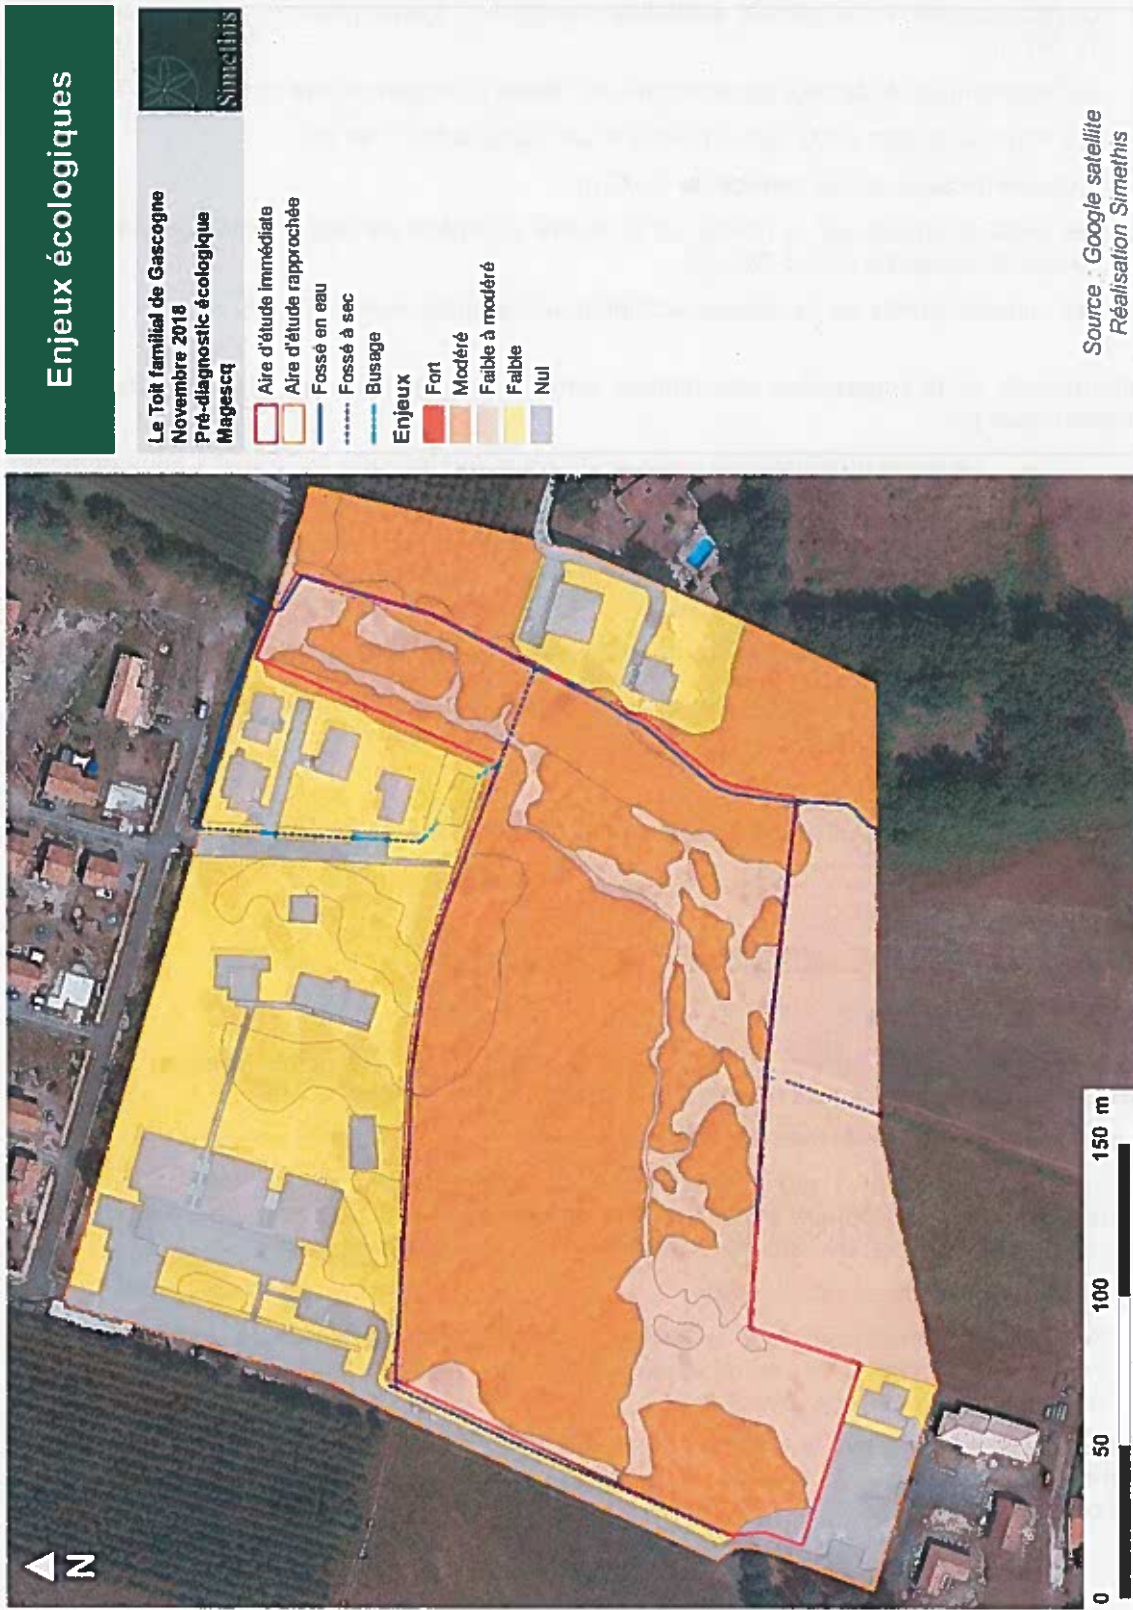 Enjeux écologiques
Simethis
Le Toit familial de Gascogne
Novembre 2018
Pré-diagnostic écologique
Magescq
Aire d'étude immédiate
Aire d'étude rapprochée
Fossé en eau
Fossé à sec
Busage
Enjeux
Fort
Modéré
Faible à modéré
Faible
Nul
Source : Google satellite
Réalisation Simethis
N
0 50 100 150 m